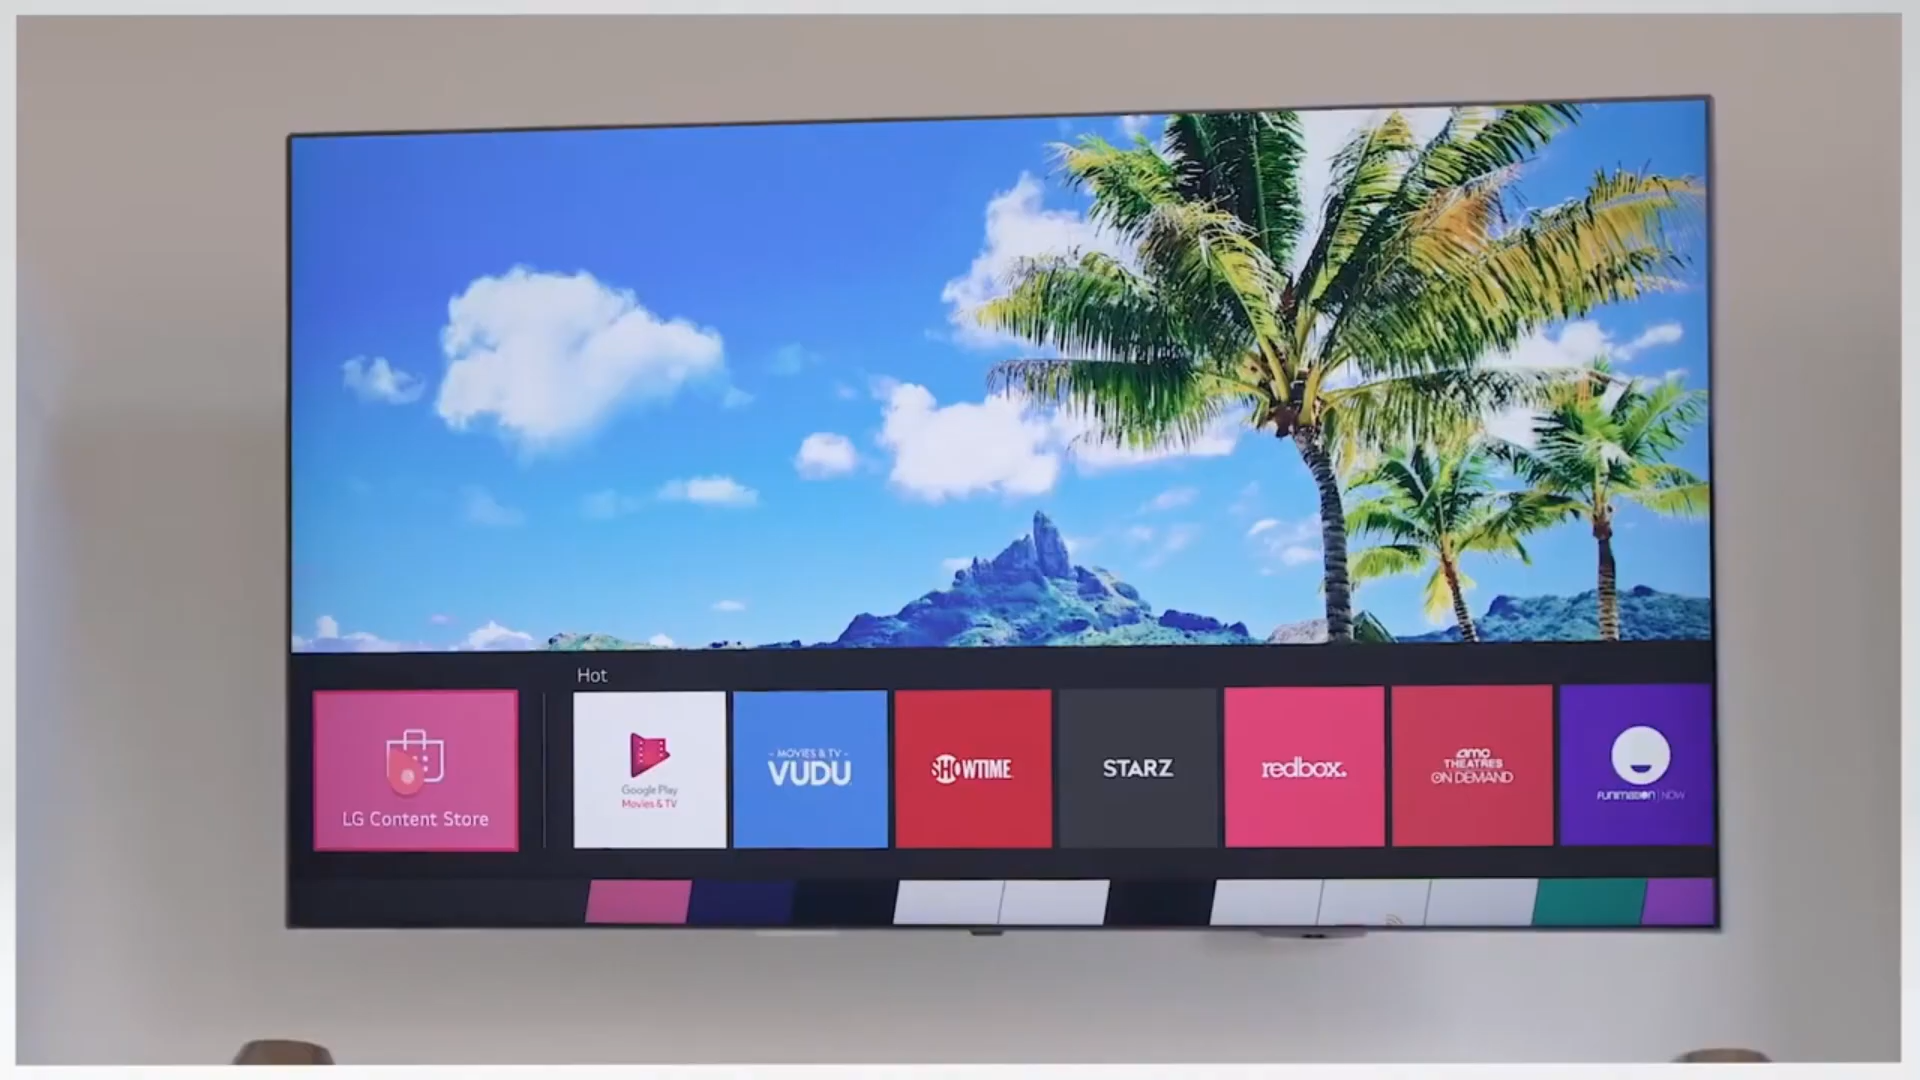 Hot
LG Content Store
Google Play
Movies & TV
- MOVIES & TV -
VUDU
SHOWTIME
STARZ
redbox.
amc
THEATRES
ON DEMAND
FUNIMATION | NOW